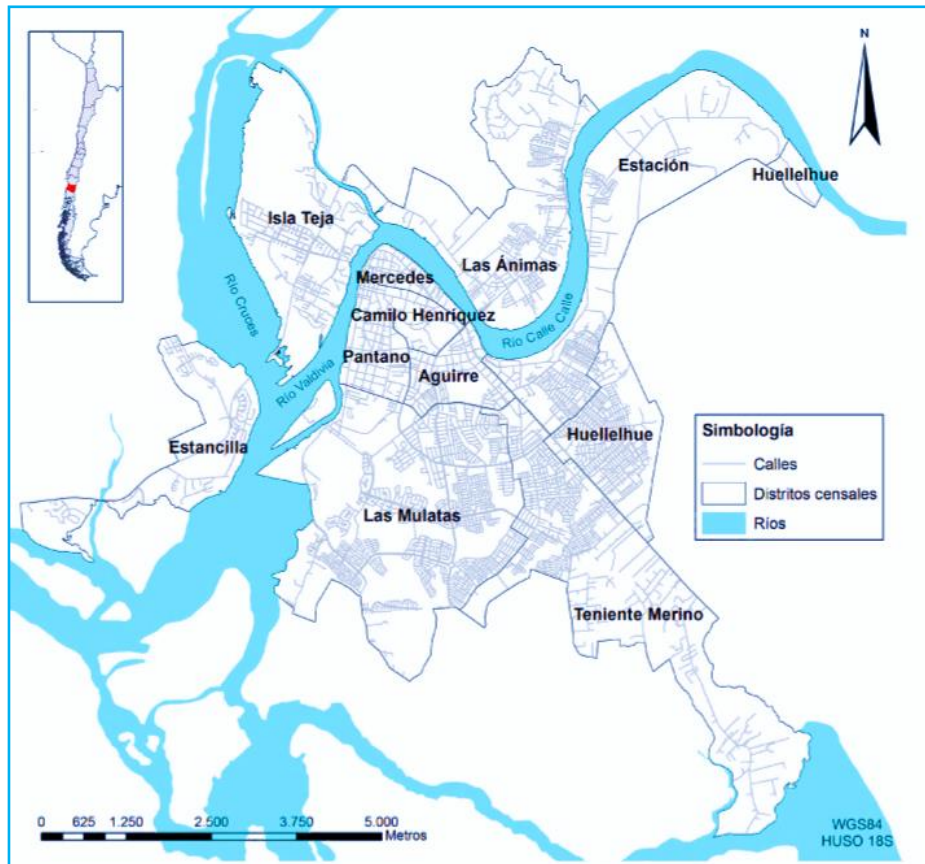 N
Estación
Huellelhue
Isla Teja
Las Ánimas
Mercedes
Río Cruces
Camilo Henríquez
Río Calle Calle
Pantano
Río Valdivia
Aguirre
Huellelhue
Estancilla
Las Mulatas
Teniente Merino
Simbología
Calles
Distritos censales
Ríos
0 625 1.250 2.500 3.750 5.000
Metros
WGS84
HUSO 18S